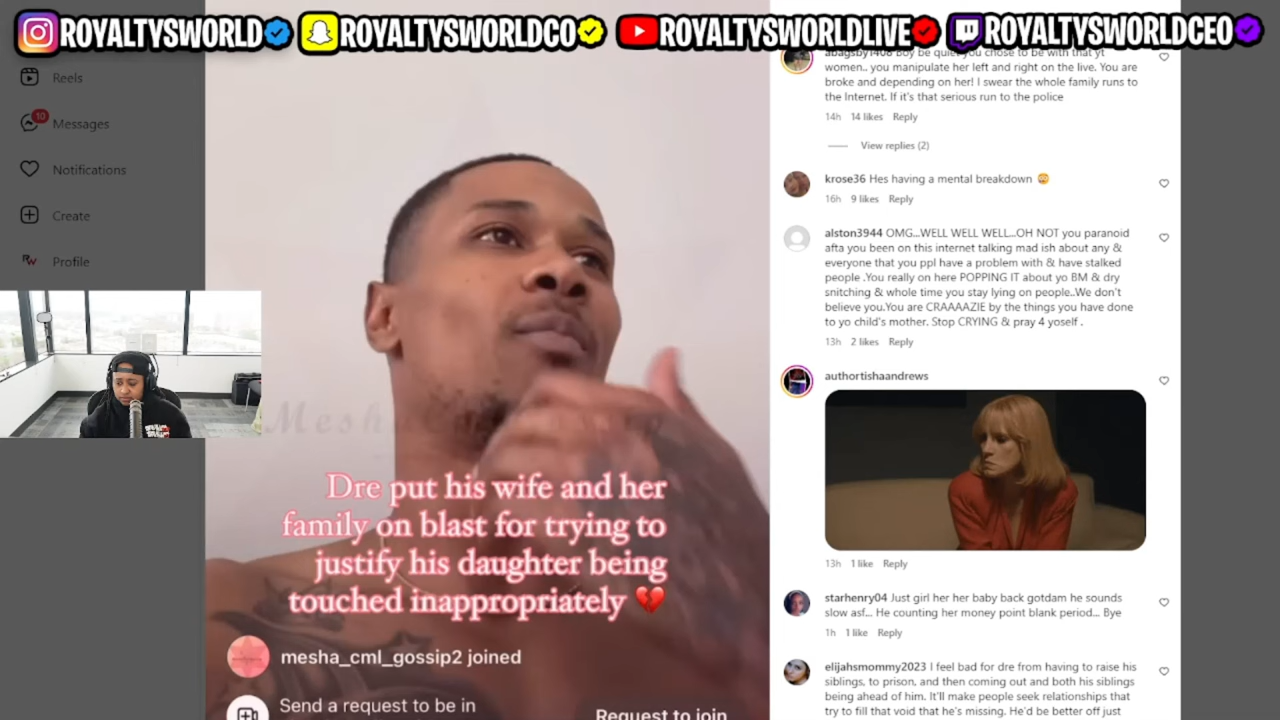 ROYALTYSWORLD ROYALTYSWORLDCO ROYALTYSWORLDLIVE ROYALTYSWORLDCEO
Reels
10
Messages
Notifications
Create
Profile
Dre put his wife and her
family on blast for trying to
justify his daughter being
touched inappropriately 💔
mesha_cml_gossip2 joined
Send a request to be in
Request to join
abagsby1408 Boy be quiet you chose to be with that yt
women.. you manipulate her left and right on the live. You are
broke and depending on her! I swear the whole family runs to
the Internet. If it's that serious run to the police
14h 14 likes Reply
View replies (2)
krose36 Hes having a mental breakdown 😩
16h 9 likes Reply
alston3944 OMG...WELL WELL WELL...OH NOT you paranoid
afta you been on this internet talking mad ish about any &
everyone that you ppl have a problem with & have stalked
people .You really on here POPPING IT about yo BM & dry
snitching & whole time you stay lying on people..We don't
believe you.You are CRAAAAZIE by the things you have done
to yo child's mother. Stop CRYING & pray 4 yoself .
13h 2 likes Reply
authortishaandrews
13h 1 like Reply
starhenry04 Just girl her her baby back gotdam he sounds
slow asf... He counting her money point blank period... Bye
1h 1 like Reply
elijahsmommy2023 I feel bad for dre from having to raise his
siblings, to prison, and then coming out and both his siblings
being ahead of him. It'll make people seek relationships that
try to fill that void that he's missing. He'd be better off just